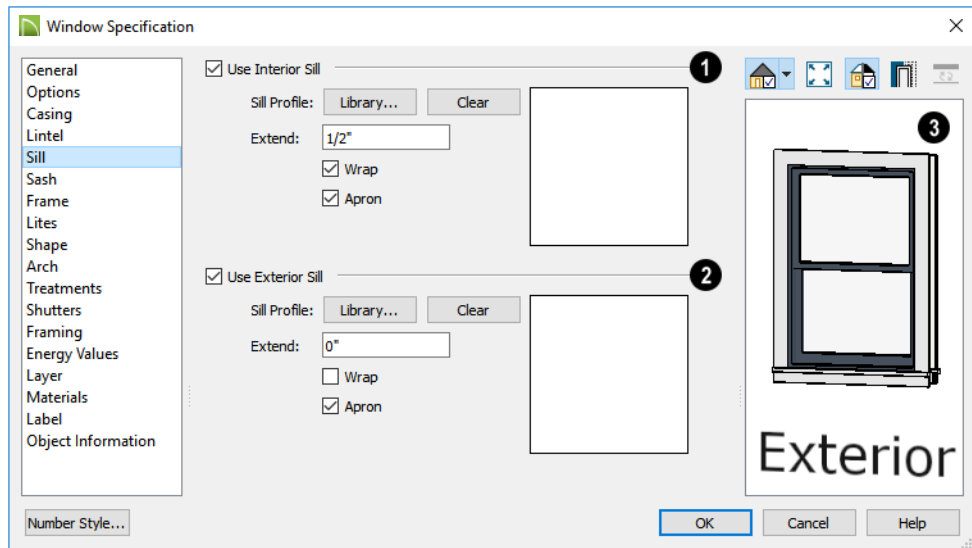 Window Specification
General
Options
Casing
Lintel
Sill
Sash
Frame
Lites
Shape
Arch
Treatments
Shutters
Framing
Energy Values
Layer
Materials
Label
Object Information
Use Interior Sill
1
Sill Profile: Library... Clear
Extend: 1/2"
Wrap
Apron
Use Exterior Sill
2
Sill Profile: Library... Clear
Extend: 0"
Wrap
Apron
3
Exterior
Number Style... OK Cancel Help